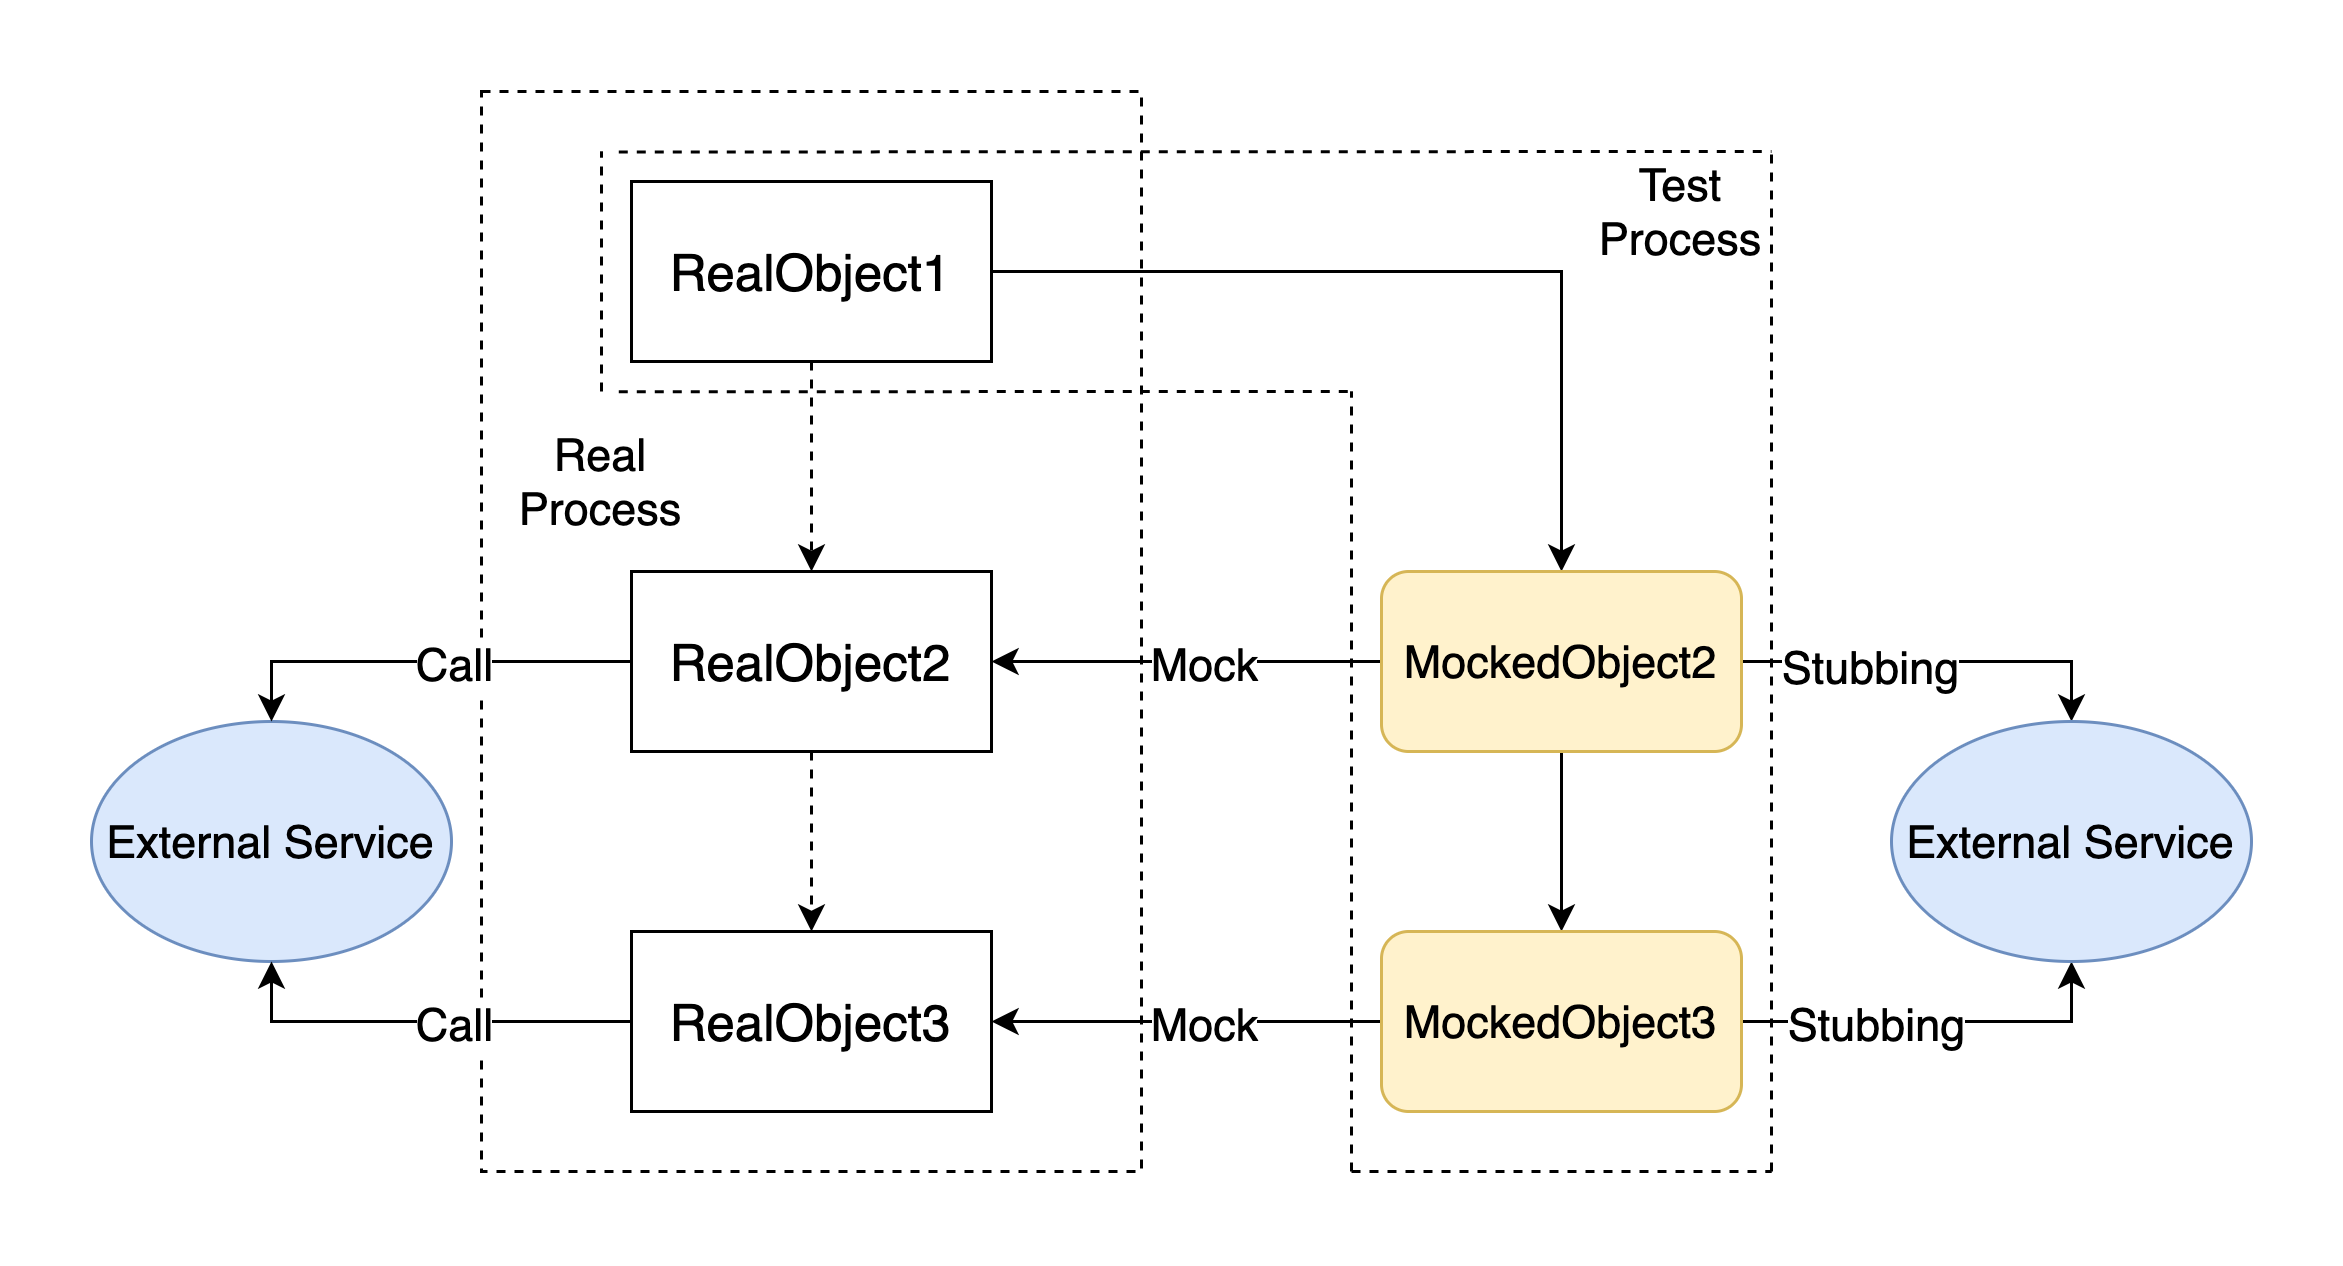 Test
Process
RealObject1
Real
Process
Call
RealObject2
Mock
MockedObject2
Stubbing
External Service
External Service
Call
RealObject3
Mock
MockedObject3
Stubbing